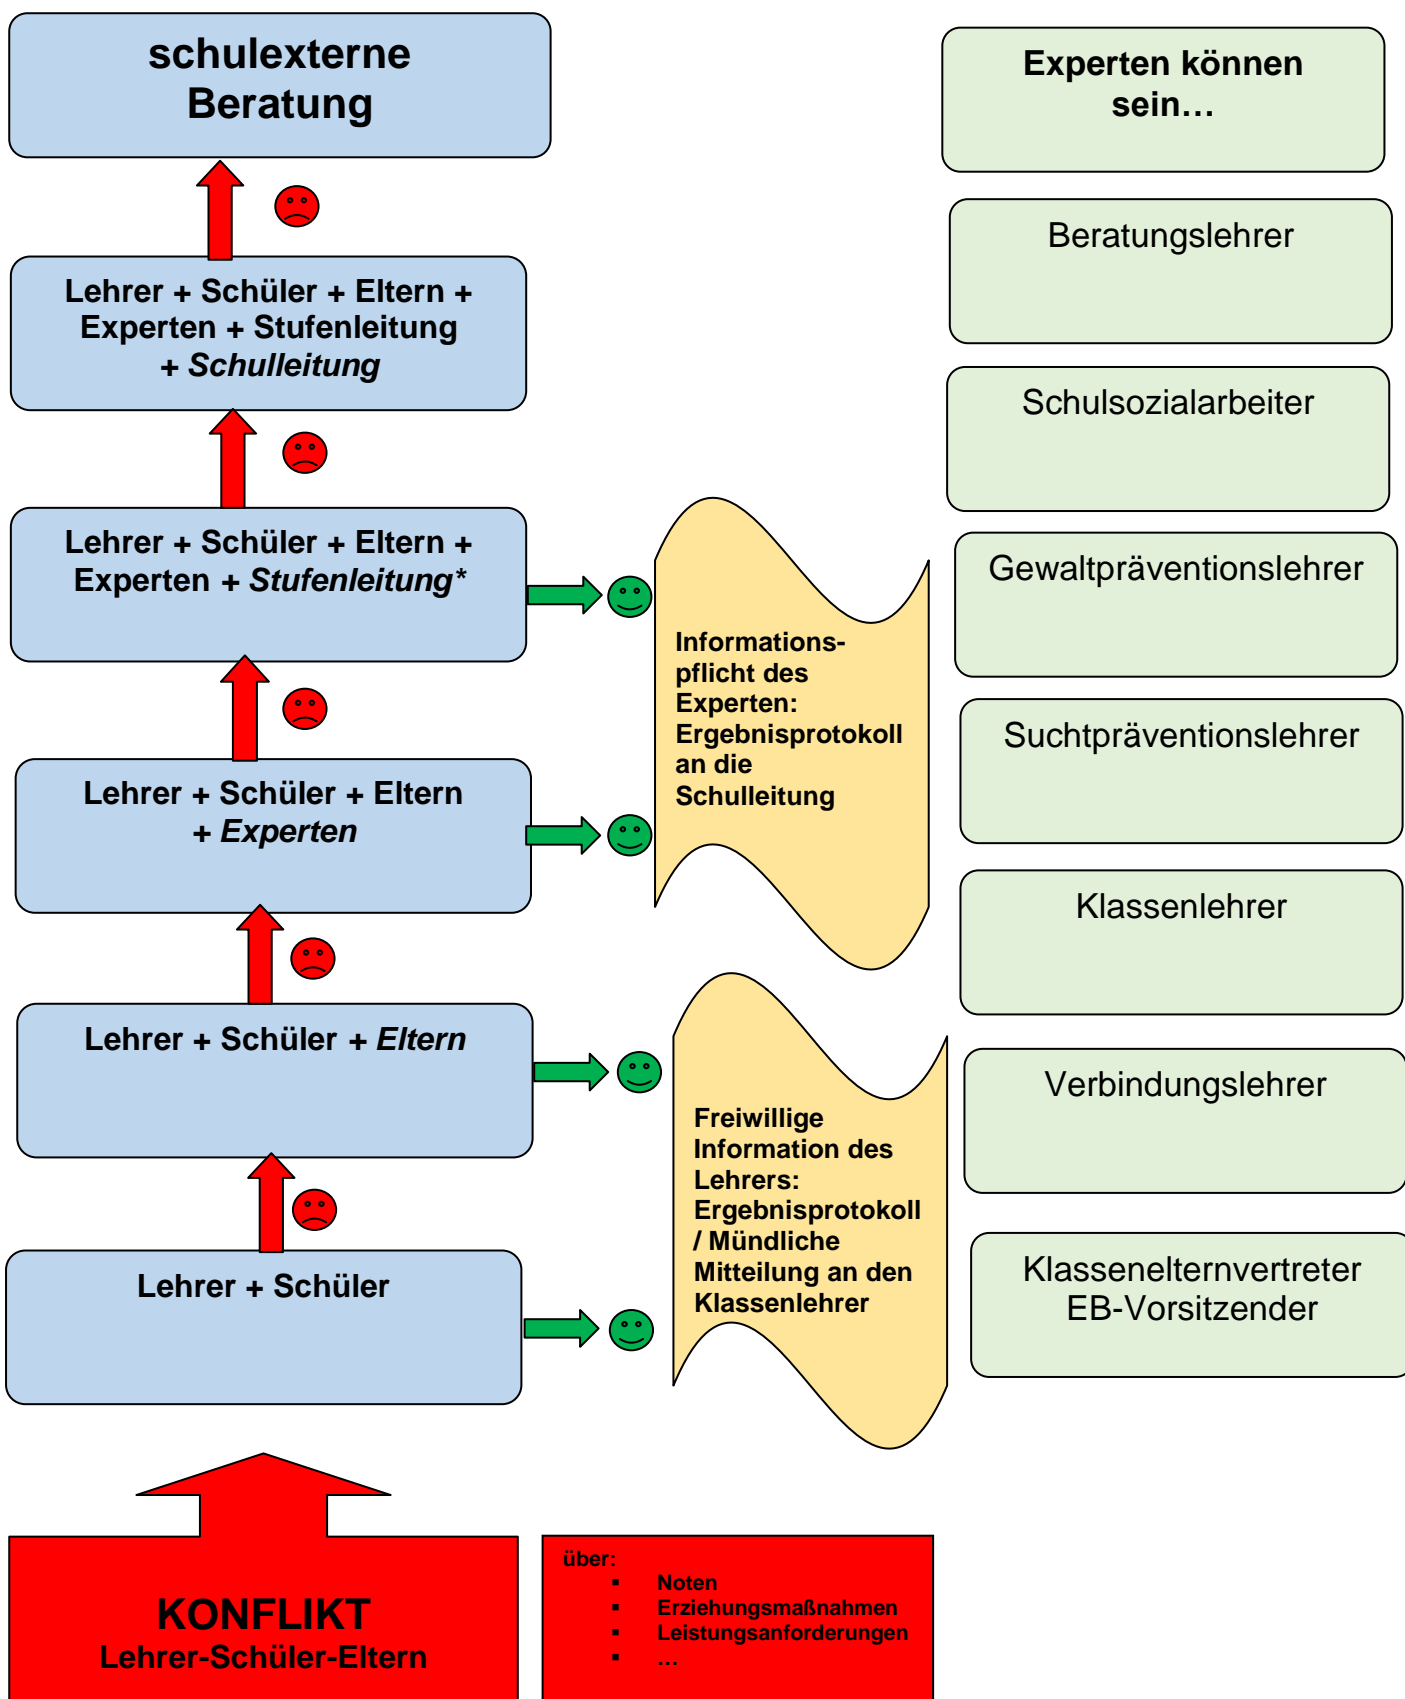 schulexterne
Beratung
Lehrer + Schüler + Eltern +
Experten + Stufenleitung
+ Schulleitung
Lehrer + Schüler + Eltern +
Experten + Stufenleitung*
Lehrer + Schüler + Eltern
+ Experten
Lehrer + Schüler + Eltern
Lehrer + Schüler
KONFLIKT
Lehrer-Schüler-Eltern
über:
▪ Noten
▪ Erziehungsmaßnahmen
▪ Leistungsanforderungen
▪ …
Informations-
pflicht des
Experten:
Ergebnisprotokoll
an die
Schulleitung
Freiwillige
Information des
Lehrers:
Ergebnisprotokoll
/ Mündliche
Mitteilung an den
Klassenlehrer
Experten können
sein…
Beratungslehrer
Schulsozialarbeiter
Gewaltpräventionslehrer
Suchtpräventionslehrer
Klassenlehrer
Verbindungslehrer
Klassenelternvertreter
EB-Vorsitzender